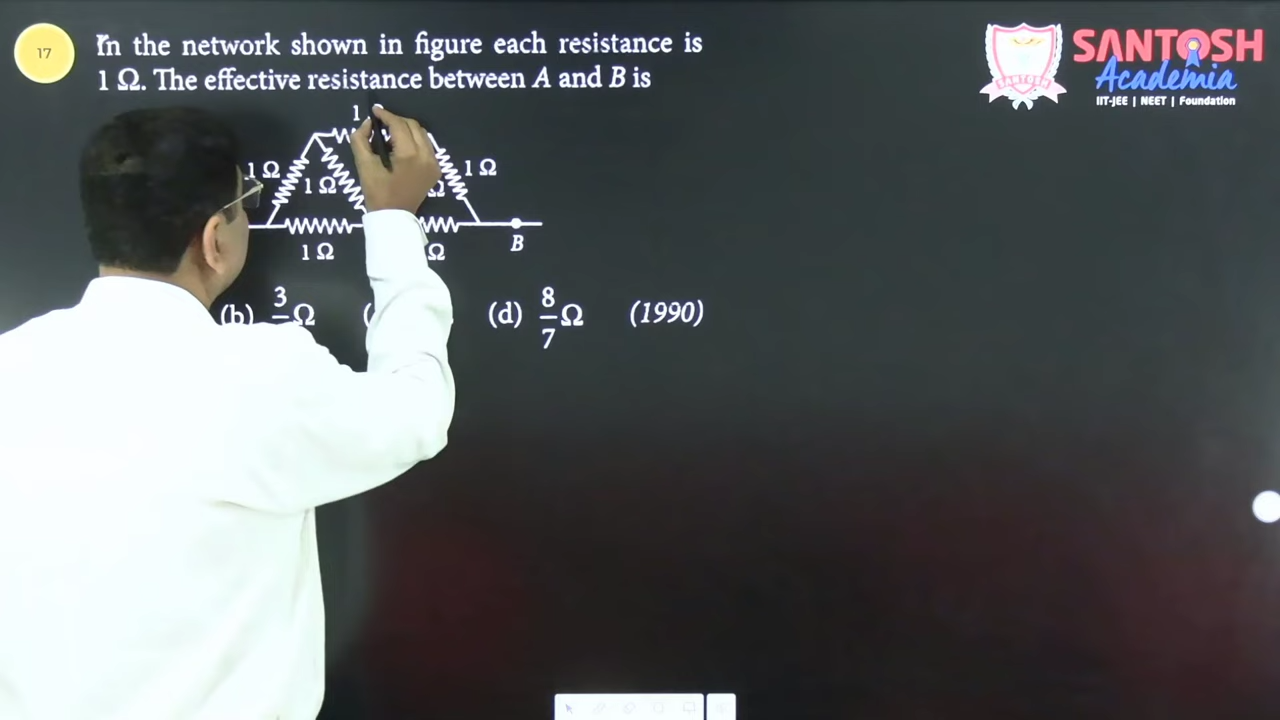 17
In the network shown in figure each resistance is
1 Ω. The effective resistance between A and B is
1
1 Ω
1 Ω
1 Ω
Ω
1 Ω
Ω
B
(b) 3 Ω
(
(d) 8/7 Ω
(1990)
SANTOSH
Academia
IIT-JEE | NEET | Foundation
SANTOSH